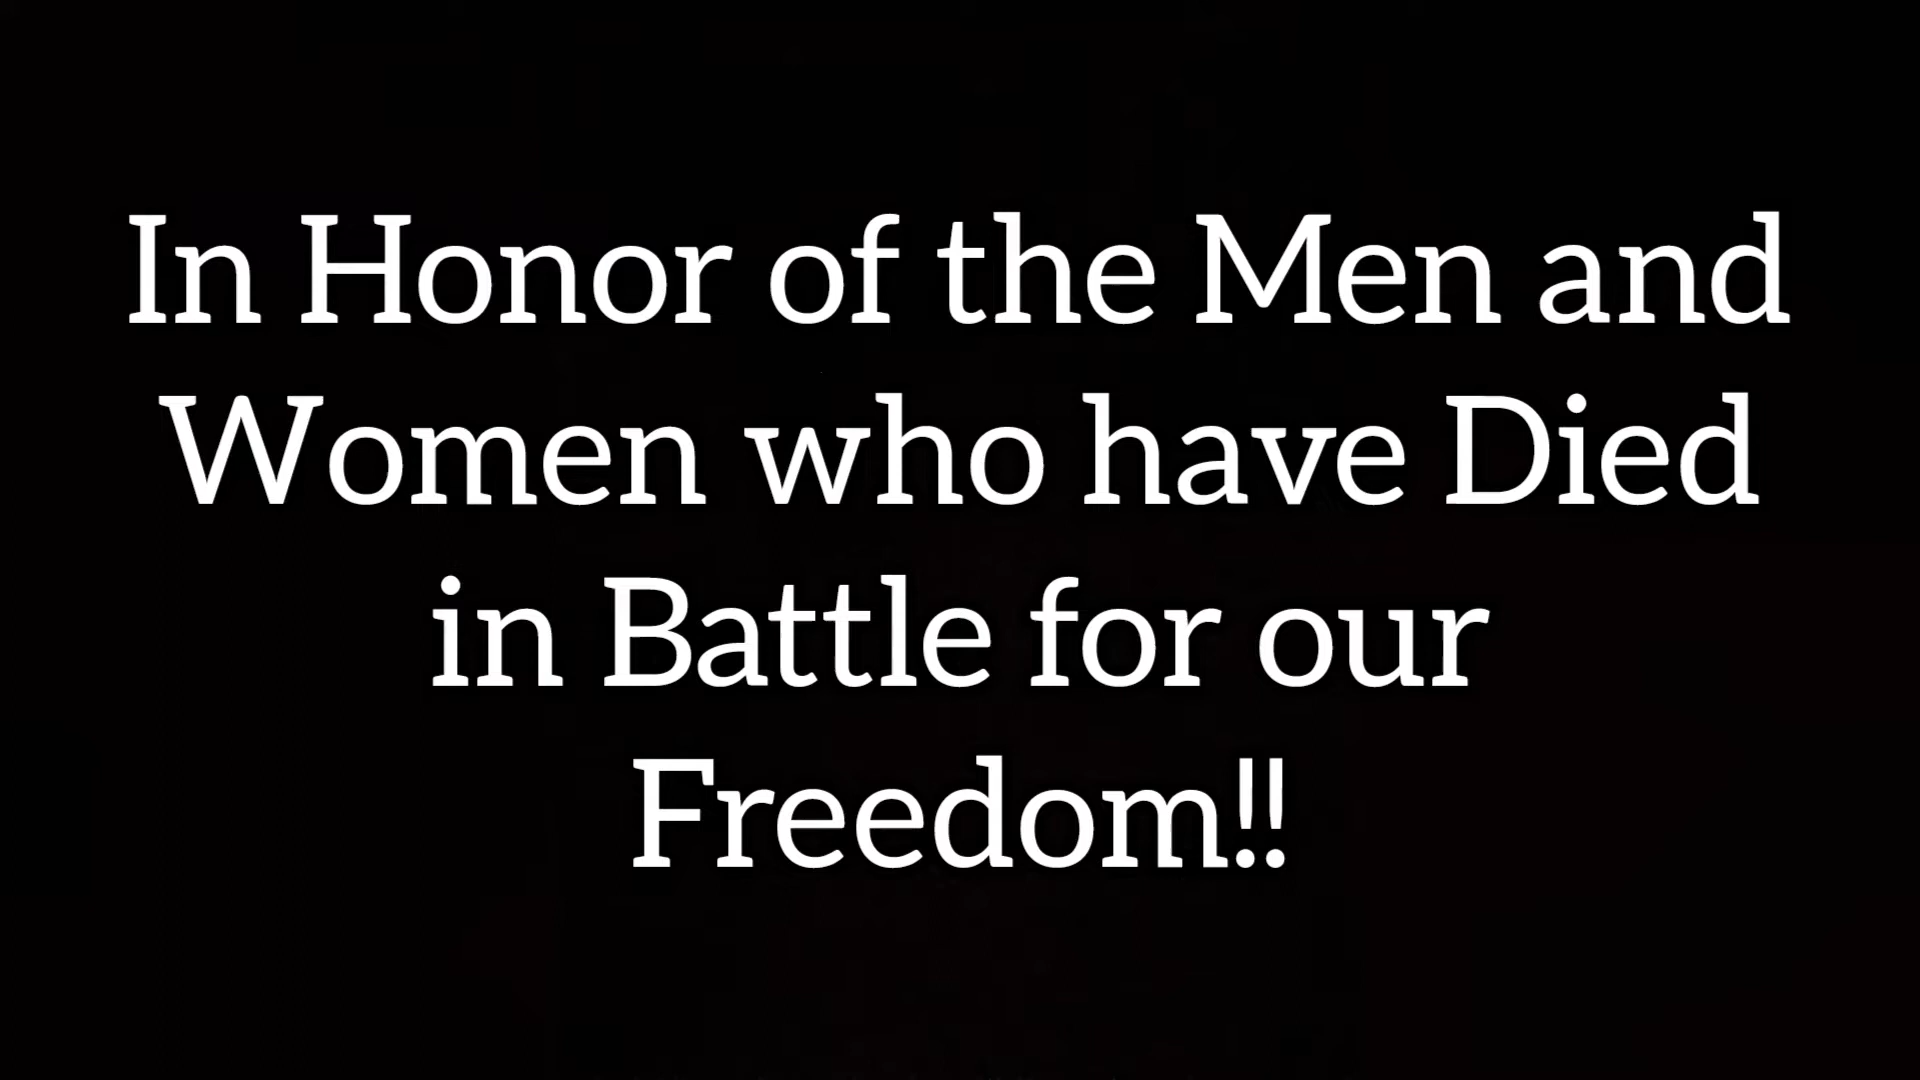 In Honor of the Men and
Women who have Died
in Battle for our
Freedom!!